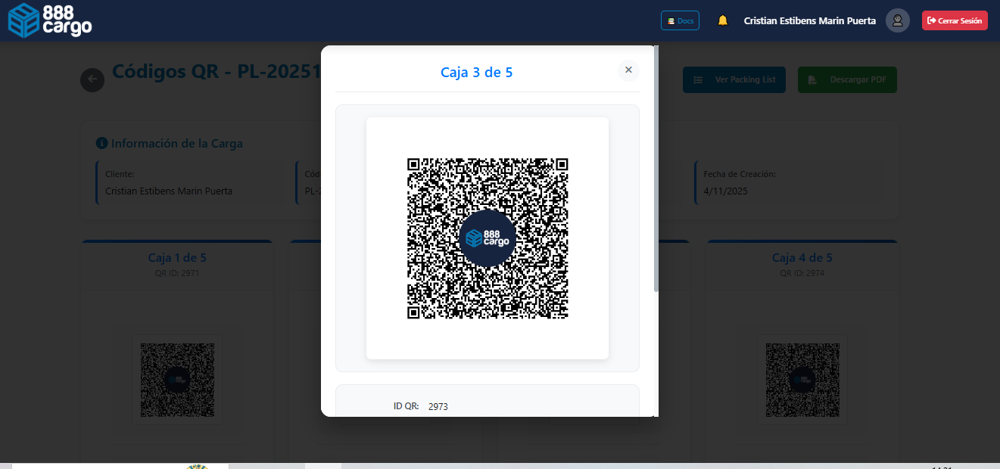 888
cargo
Docs
Cristian Estibens Marin Puerta
Cerrar Sesión
Códigos QR - PL-20251
Ver Packing List
Descargar PDF
Información de la Carga
Cliente:
Cristian Estibens Marin Puerta
Cód
PL-2
Fecha de Creación:
4/11/2025
Caja 1 de 5
QR ID: 2971
Caja 4 de 5
QR ID: 2974
Caja 3 de 5
888
cargo
ID QR: 2973